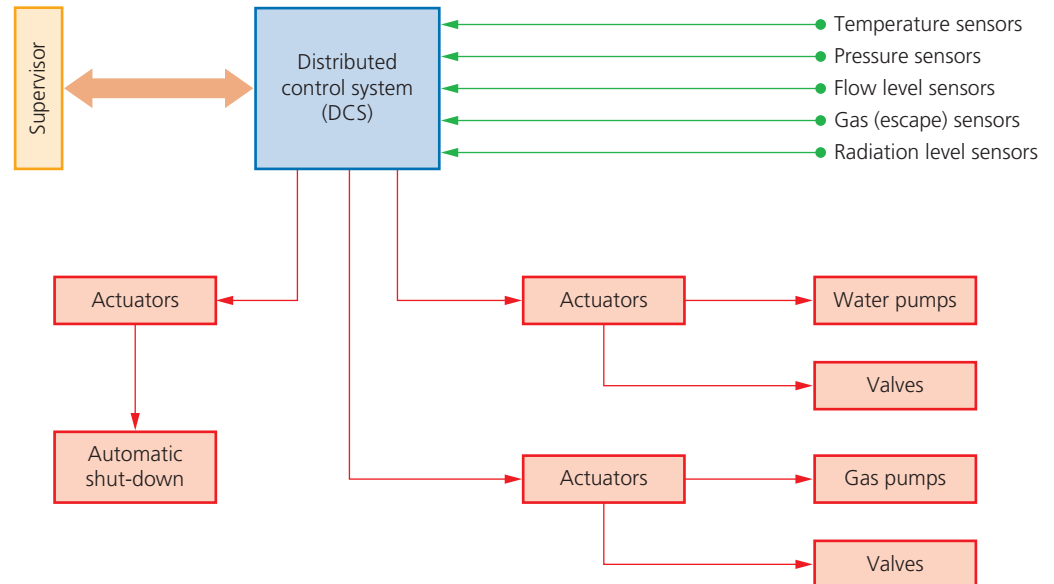 Supervisor
Distributed
control system
(DCS)
Temperature sensors
Pressure sensors
Flow level sensors
Gas (escape) sensors
Radiation level sensors
Actuators
Automatic
shut-down
Actuators
Water pumps
Valves
Actuators
Gas pumps
Valves